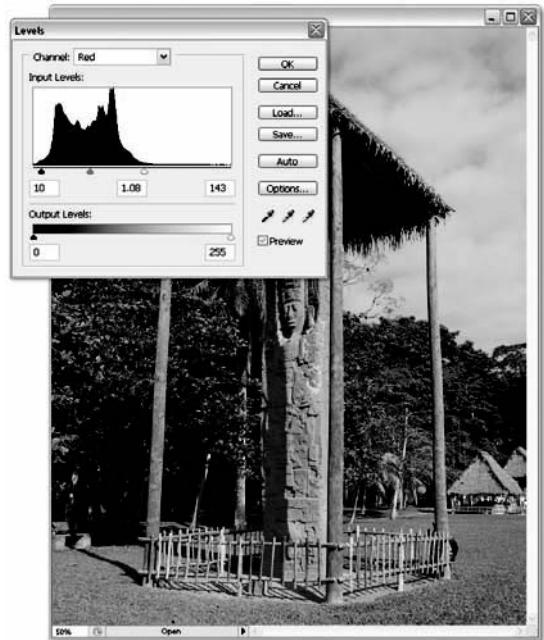 Levels
Channel: Red
OK
Input Levels:
Cancel
Load...
Save...
Auto
10 1.08 143
Options...
Output Levels:
Preview
0 255
50% Open